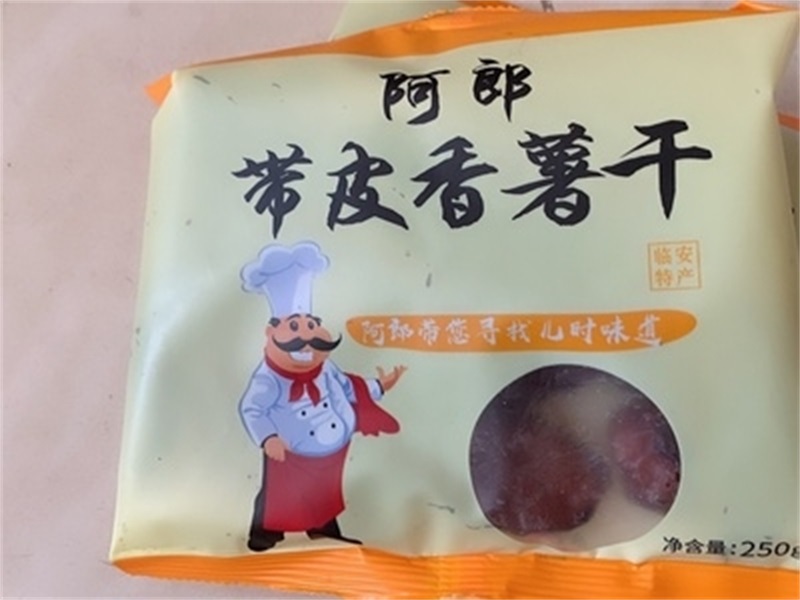 阿郎
带皮香薯干
临安
特产
阿郎带您寻找儿时味道
净含量:250g